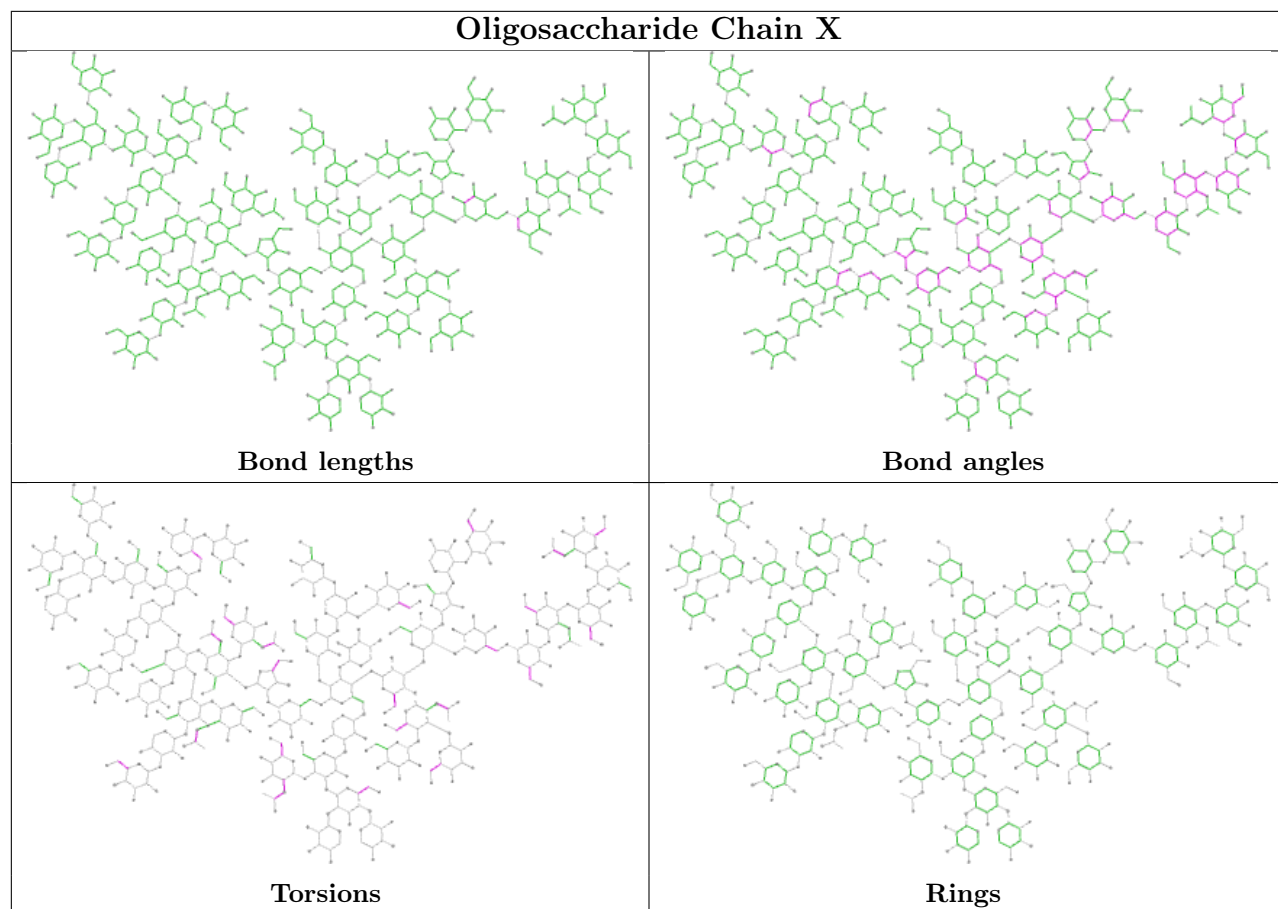 Oligosaccharide Chain X
Bond lengths
Bond angles
Torsions
Rings